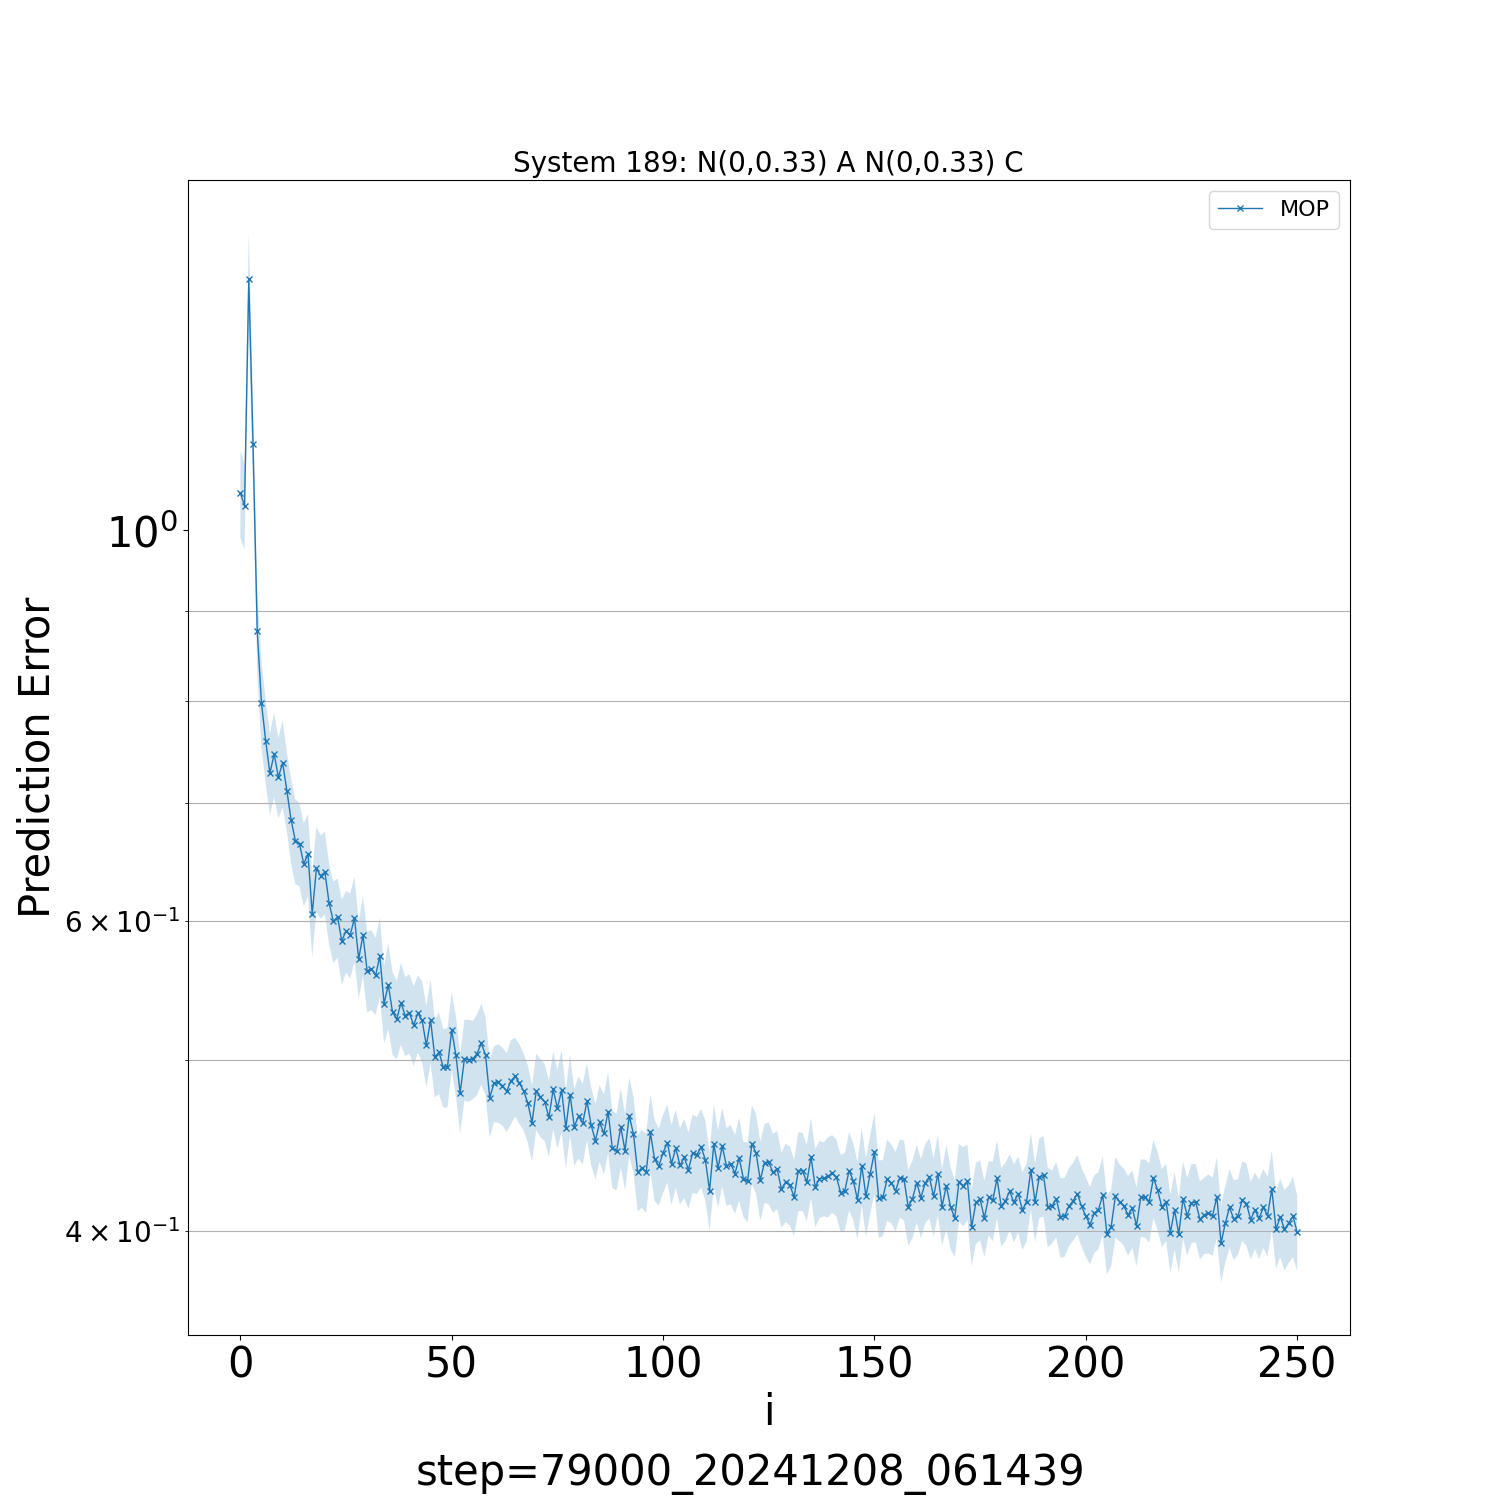 System 189: N(0,0.33) A N(0,0.33) C
MOP
10⁰
6 × 10⁻¹
4 × 10⁻¹
Prediction Error
0 50 100 150 200 250
i
step=79000_20241208_061439